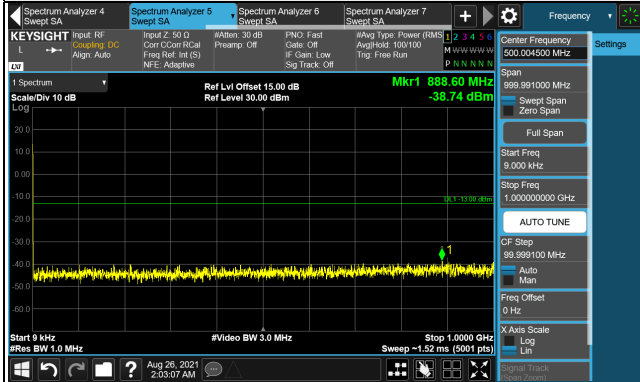 Spectrum Analyzer 4
Swept SA
Spectrum Analyzer 5
Swept SA
Spectrum Analyzer 6
Swept SA
Spectrum Analyzer 7
Swept SA
Frequency
KEYSIGHT
L
LXI
Input: RF
Coupling: DC
Align: Auto
Input Z: 50 Ω
Corr CCorr RCal
Freq Ref: Int (S)
NFE: Adaptive
#Atten: 30 dB
Preamp: Off
PNO: Fast
Gate: Off
IF Gain: Low
Sig Track: Off
#Avg Type: Power (RMS
Avg|Hold: 100/100
Trig: Free Run
1 2 3 4 5 6
M W W W W W
P N N N N N
1 Spectrum
Scale/Div 10 dB
Log
Ref Lvl Offset 15.00 dB
Ref Level 30.00 dBm
Mkr1 888.60 MHz
-38.74 dBm
20.0
10.0
0.00
-10.0
DL1 -13.00 dBm
-20.0
-30.0
1
-40.0
-50.0
-60.0
Start 9 kHz
#Res BW 1.0 MHz
#Video BW 3.0 MHz
Stop 1.0000 GHz
Sweep ~1.52 ms (5001 pts)
Aug 26, 2021
2:03:07 AM
Center Frequency
500.004500 MHz
Settings
Span
999.991000 MHz
Swept Span
Zero Span
Full Span
Start Freq
9.000 kHz
Stop Freq
1.000000000 GHz
AUTO TUNE
CF Step
99.999100 MHz
Auto
Man
Freq Offset
0 Hz
X Axis Scale
Log
Lin
Signal Track
(Span Zoom)